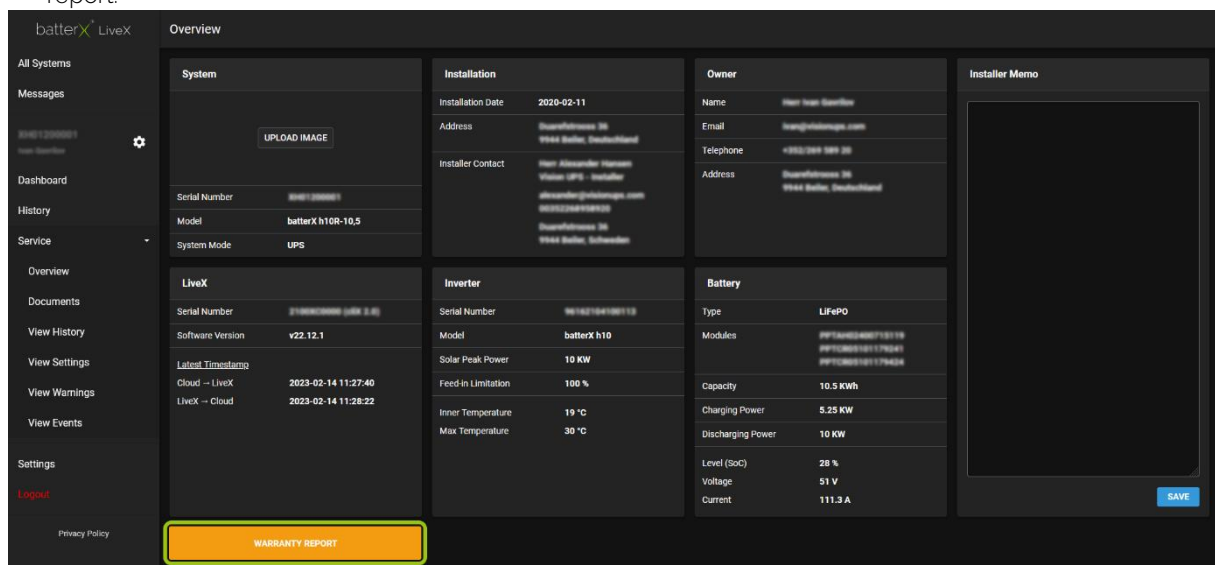 report.
batterX+ LiveX
Overview
All Systems
Messages
Dashboard
History
Service
Overview
Documents
View History
View Settings
View Warnings
View Events
Settings
Logout
Privacy Policy
System
UPLOAD IMAGE
Serial Number
Model batterX h10R-10,5
System Mode UPS
Installation
Installation Date 2020-02-11
Address
Installer Contact
Owner
Name
Email
Telephone
Address
Installer Memo
SAVE
LiveX
Serial Number
Software Version v22.12.1
Latest Timestamp
Cloud → LiveX 2023-02-14 11:27:40
LiveX → Cloud 2023-02-14 11:28:22
Inverter
Serial Number
Model batterX h10
Solar Peak Power 10 KW
Feed-in Limitation 100 %
Inner Temperature 19 °C
Max Temperature 30 °C
Battery
Type LiFePO
Modules
Capacity 10.5 KWh
Charging Power 5.25 KW
Discharging Power 10 KW
Level (SoC) 28 %
Voltage 51 V
Current 111.3 A
WARRANTY REPORT